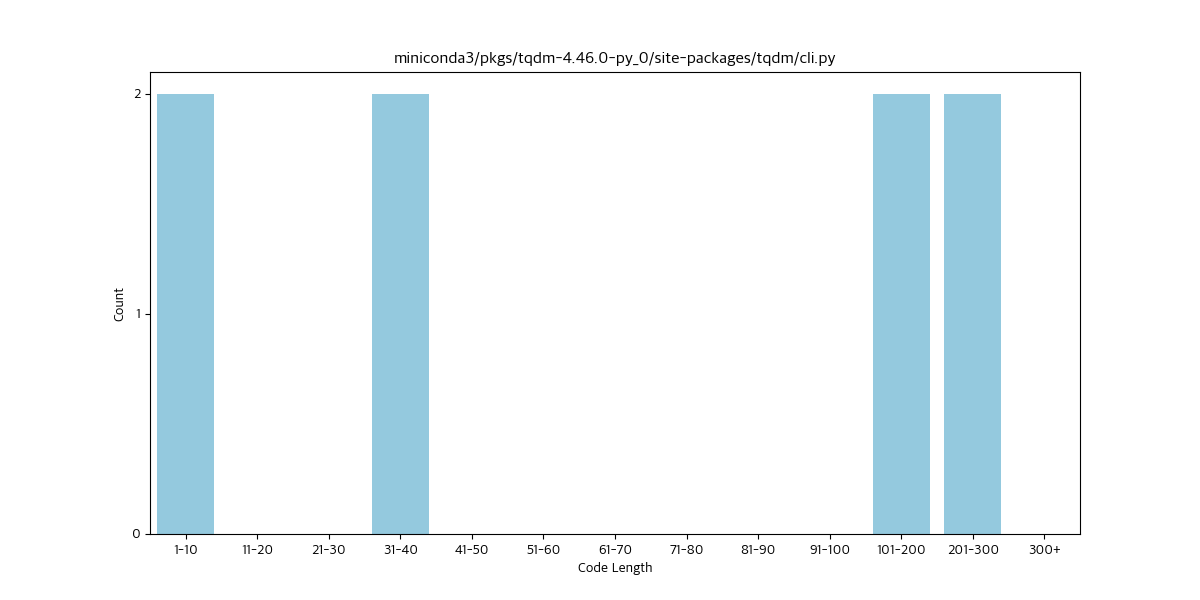 miniconda3/pkgs/tqdm-4.46.0-py_0/site-packages/tqdm/cli.py
Count
2
1
0
1-10 11-20 21-30 31-40 41-50 51-60 61-70 71-80 81-90 91-100 101-200 201-300 300+
Code Length